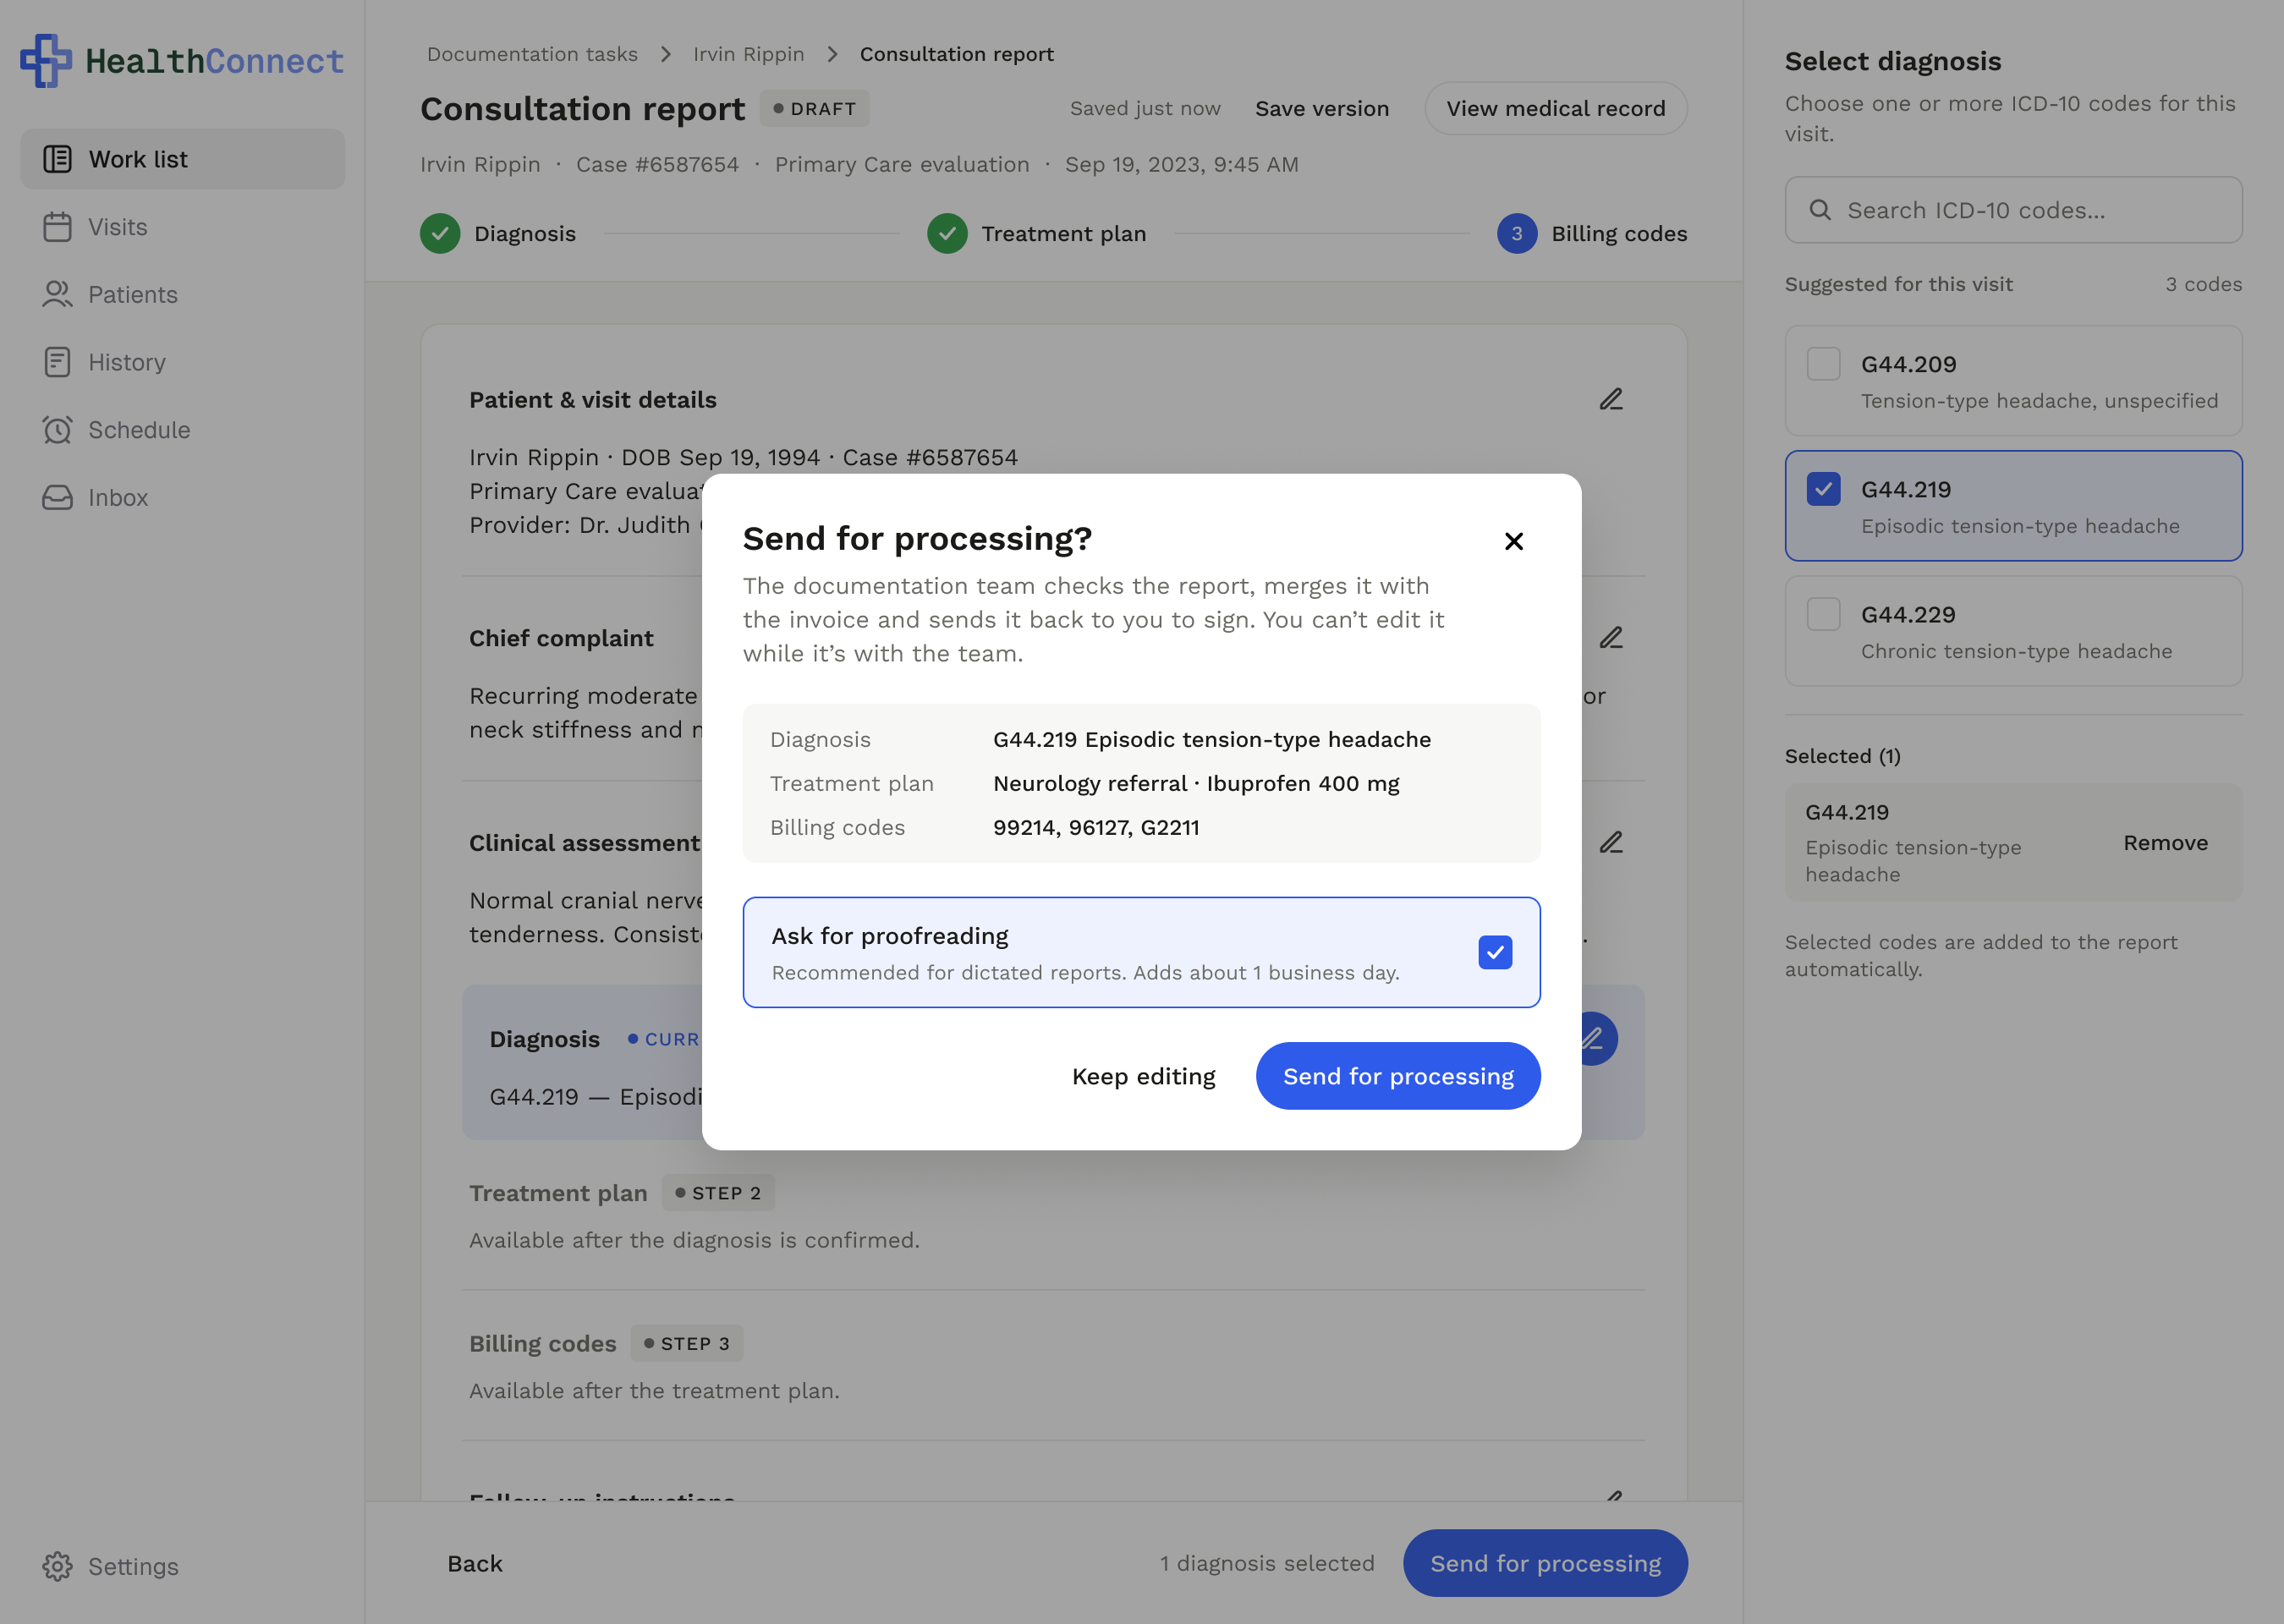 HealthConnect
Work list
Visits
Patients
History
Schedule
Inbox
Settings
Documentation tasks
Irvin Rippin
Consultation report
Consultation report
DRAFT
Saved just now
Save version
View medical record
Irvin Rippin · Case #6587654 · Primary Care evaluation · Sep 19, 2023, 9:45 AM
Diagnosis
Treatment plan
3
Billing codes
Patient & visit details
Irvin Rippin · DOB Sep 19, 1994 · Case #6587654
Primary Care
Provider: Dr. Judith
Chief complaint
Recurring moderate
or
neck stiffness and
Clinical assessment
Normal cranial
tenderness.
Diagnosis
G44.219 —
Treatment plan
STEP 2
Available after the diagnosis is confirmed.
Billing codes
STEP 3
Available after the treatment plan.
Back
1 diagnosis selected
Send for processing
Send for processing?
The documentation team checks the report, merges it with
the invoice and sends it back to you to sign. You can’t edit it
while it’s with the team.
Diagnosis
G44.219 Episodic tension-type headache
Treatment plan
Neurology referral · Ibuprofen 400 mg
Billing codes
99214, 96127, G2211
Ask for proofreading
Recommended for dictated reports. Adds about 1 business day.
Keep editing
Send for processing
Select diagnosis
Choose one or more ICD-10 codes for this
visit.
Search ICD-10 codes...
Suggested for this visit
3 codes
G44.209
Tension-type headache, unspecified
G44.219
Episodic tension-type headache
G44.229
Chronic tension-type headache
Selected (1)
G44.219
Episodic tension-type
headache
Remove
Selected codes are added to the report
automatically.